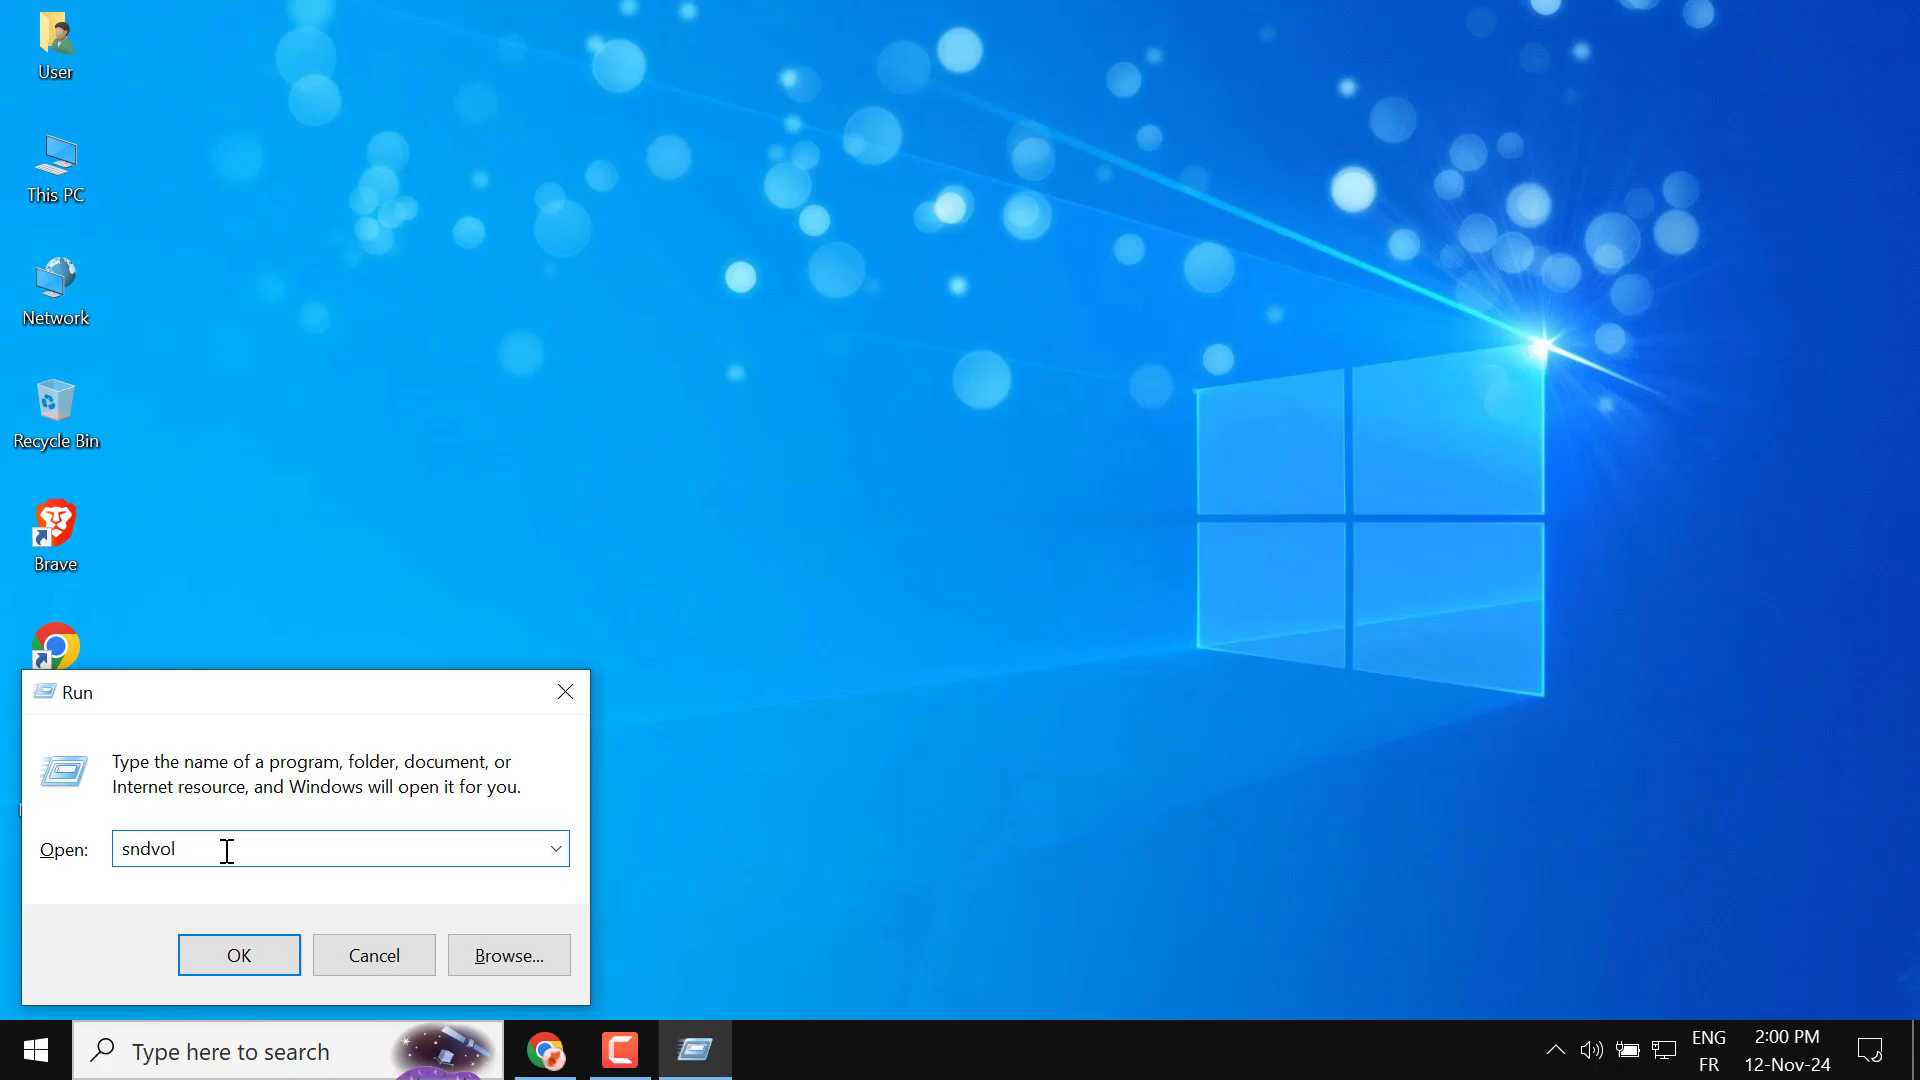 User
This PC
Network
Recycle Bin
Brave
Run
Type the name of a program, folder, document, or
Internet resource, and Windows will open it for you.
Open: sndvol
OK Cancel Browse...
Type here to search
ENG
FR
2:00 PM
12-Nov-24